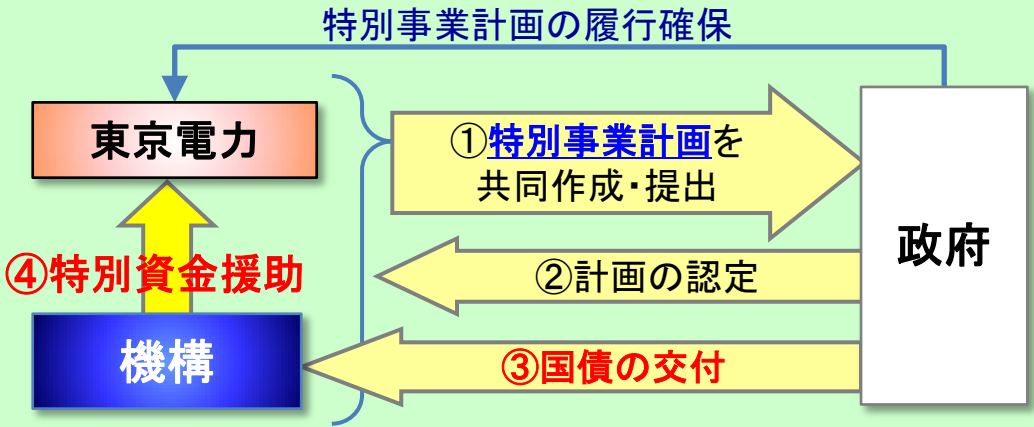 特別事業計画の履行確保
東京電力
①特別事業計画を
共同作成・提出
政府
②計画の認定
④特別資金援助
機構
③国債の交付